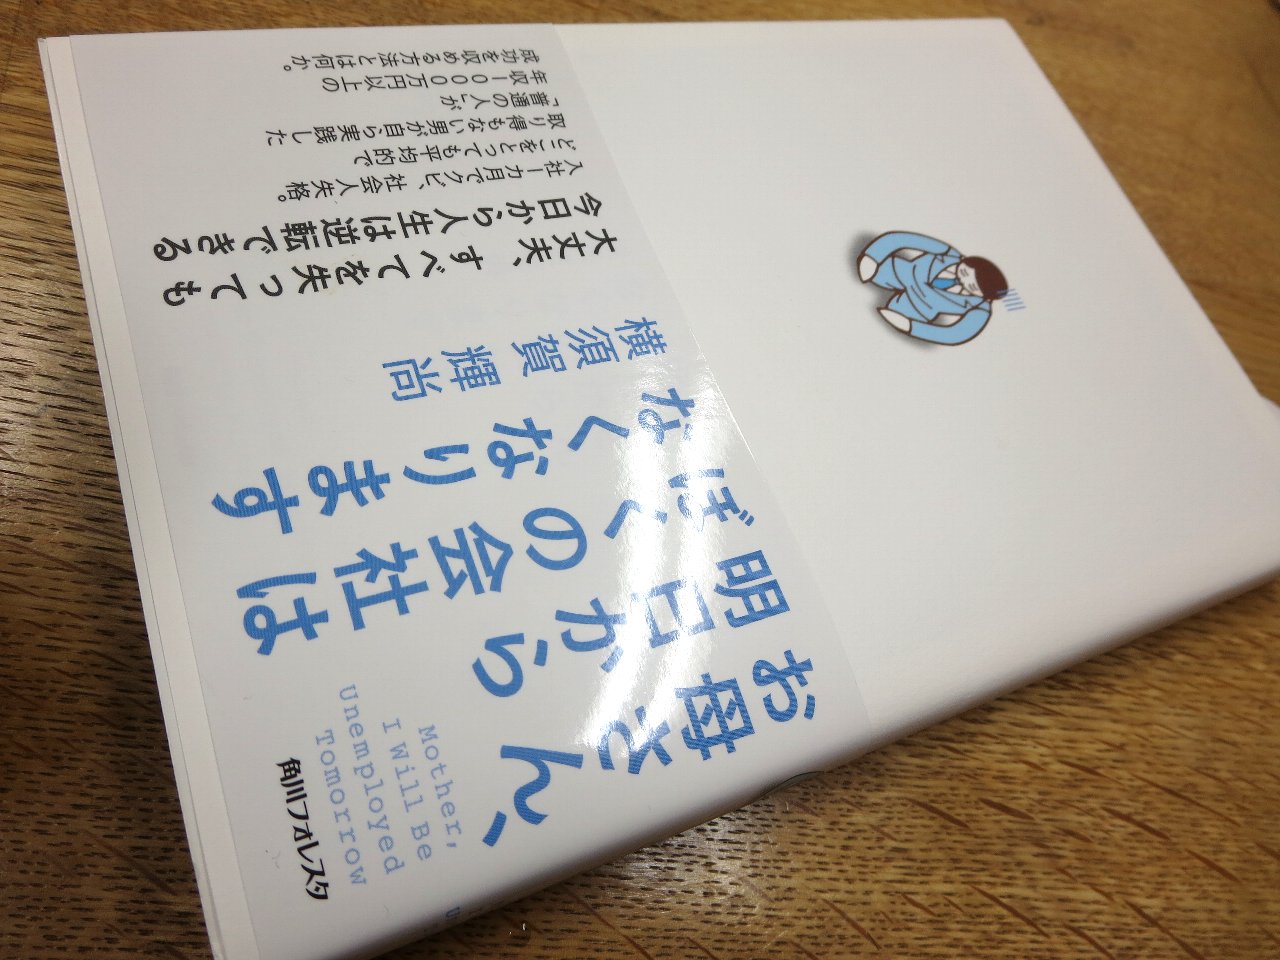 お母さん、
明日から
ぼくの会社は
なくなります
横須賀 輝尚
大丈夫、すべてを失っても
今日から人生は逆転できる
入社一カ月でクビ、社会人失格。
どこをとっても平均的で
取り得もない男が自ら実践した
「普通の人」が
年収1000万円以上の
成功を収める方法とは何か。
Mother,
I Will Be
Unemployed
Tomorrow
角川フォレスタ